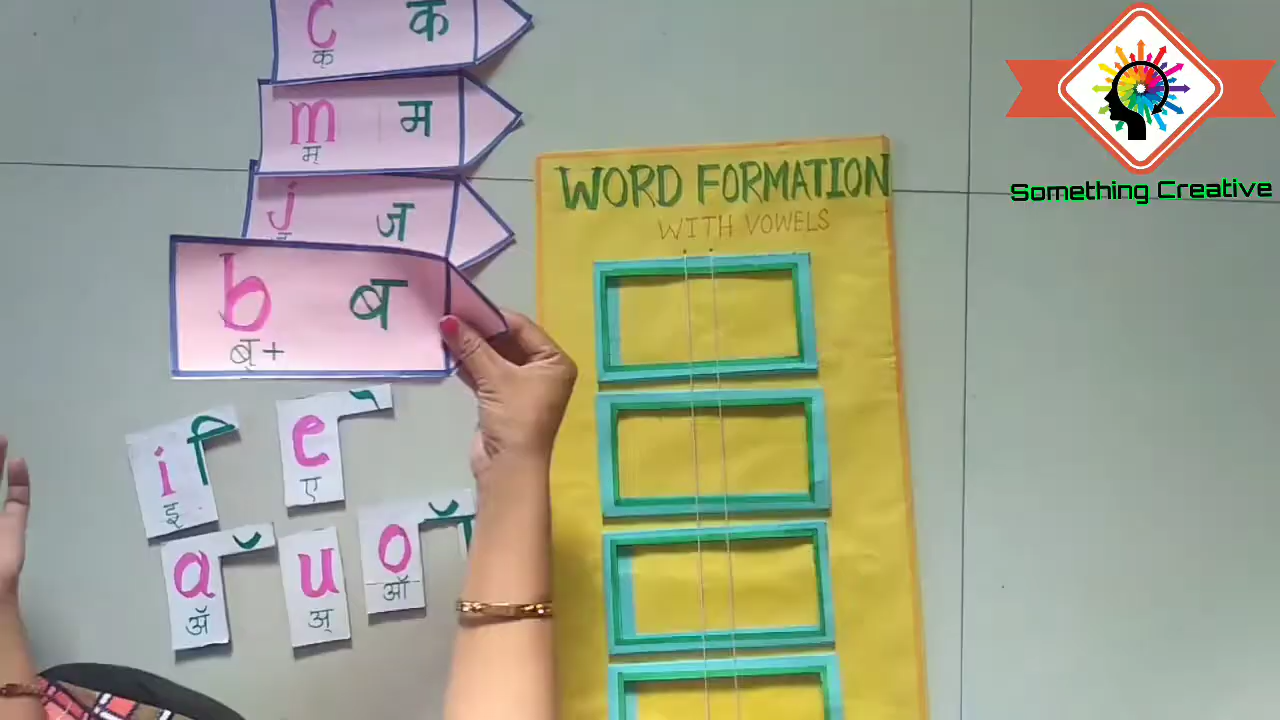 c क
क्
m म
म्
j ज
b ब
ब् +
i ि
इ
e े
ए
a ॅ
ॲ
u
अ्
o ॉ
ऑ
WORD FORMATION
WITH VOWELS
Something Creative